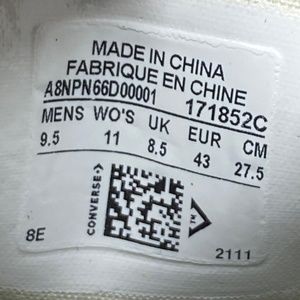 MADE IN CHINA
FABRIQUE EN CHINE
A8NPN66D00001 171852C
MENS WO'S UK EUR CM
9.5 11 8.5 43 27.5
CONVERSE
TM
8E 2111